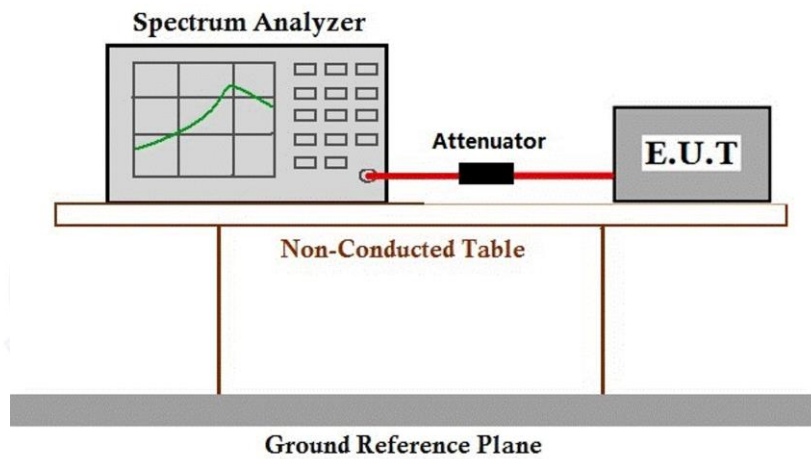 Spectrum Analyzer
Attenuator
E.U.T
Non-Conducted Table
Ground Reference Plane